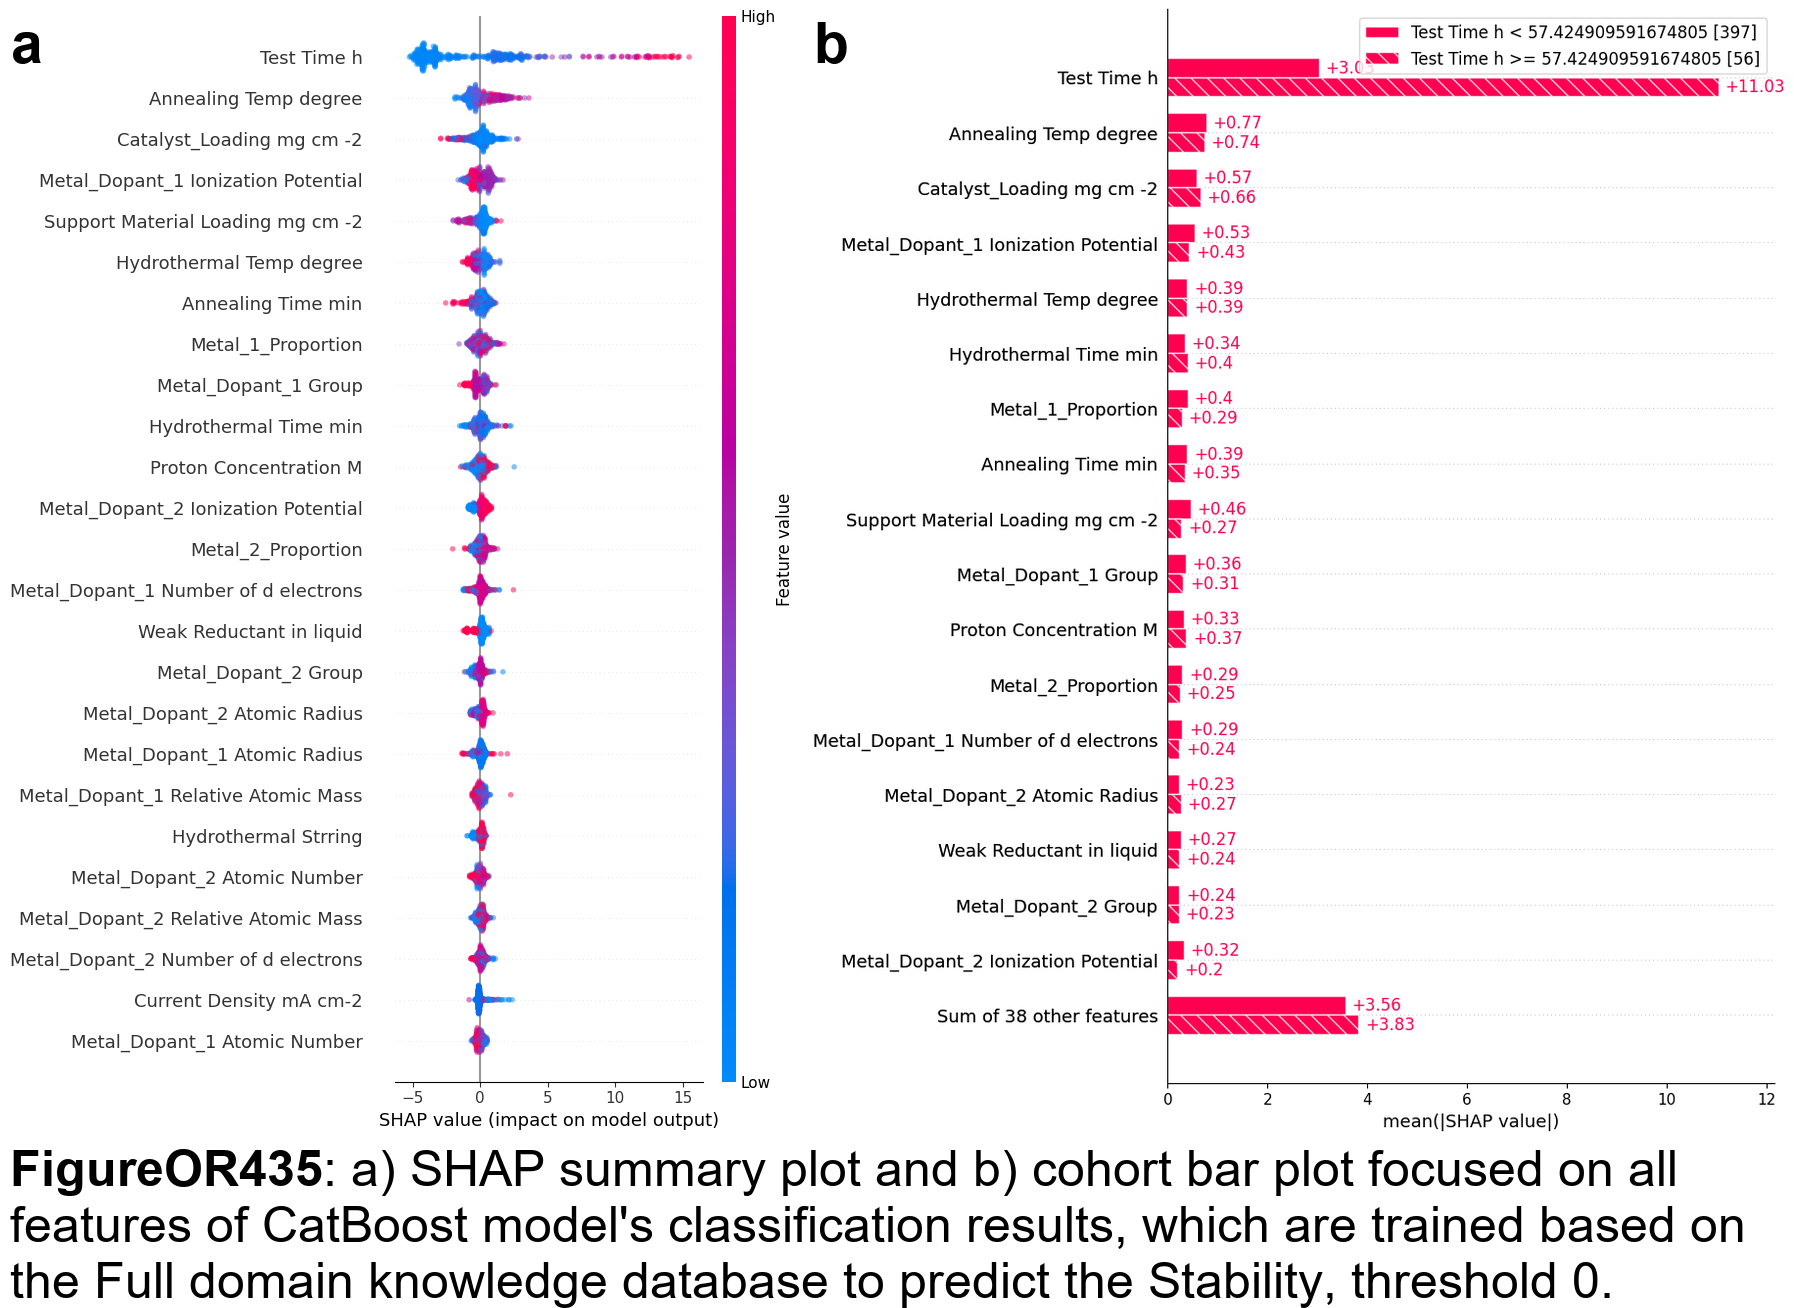 a
High
Test Time h
Annealing Temp degree
Catalyst_Loading mg cm -2
Metal_Dopant_1 Ionization Potential
Support Material Loading mg cm -2
Hydrothermal Temp degree
Annealing Time min
Metal_1_Proportion
Metal_Dopant_1 Group
Hydrothermal Time min
Proton Concentration M
Metal_Dopant_2 Ionization Potential
Metal_2_Proportion
Metal_Dopant_1 Number of d electrons
Weak Reductant in liquid
Metal_Dopant_2 Group
Metal_Dopant_2 Atomic Radius
Metal_Dopant_1 Atomic Radius
Metal_Dopant_1 Relative Atomic Mass
Hydrothermal Strring
Metal_Dopant_2 Atomic Number
Metal_Dopant_2 Relative Atomic Mass
Metal_Dopant_2 Number of d electrons
Current Density mA cm-2
Metal_Dopant_1 Atomic Number
Low
Feature value
−5 0 5 10 15
SHAP value (impact on model output)
b
Test Time h < 57.424909591674805 [397]
Test Time h >= 57.424909591674805 [56]
Test Time h
+11.03
Annealing Temp degree
+0.77
+0.74
Catalyst_Loading mg cm -2
+0.57
+0.66
Metal_Dopant_1 Ionization Potential
+0.53
+0.43
Hydrothermal Temp degree
+0.39
+0.39
Hydrothermal Time min
+0.34
+0.4
Metal_1_Proportion
+0.4
+0.29
Annealing Time min
+0.39
+0.35
Support Material Loading mg cm -2
+0.46
+0.27
Metal_Dopant_1 Group
+0.36
+0.31
Proton Concentration M
+0.33
+0.37
Metal_2_Proportion
+0.29
+0.25
Metal_Dopant_1 Number of d electrons
+0.29
+0.24
Metal_Dopant_2 Atomic Radius
+0.23
+0.27
Weak Reductant in liquid
+0.27
+0.24
Metal_Dopant_2 Group
+0.24
+0.23
Metal_Dopant_2 Ionization Potential
+0.32
+0.2
Sum of 38 other features
+3.56
+3.83
0 2 4 6 8 10 12
mean(|SHAP value|)
FigureOR435: a) SHAP summary plot and b) cohort bar plot focused on all
features of CatBoost model's classification results, which are trained based on
the Full domain knowledge database to predict the Stability, threshold 0.